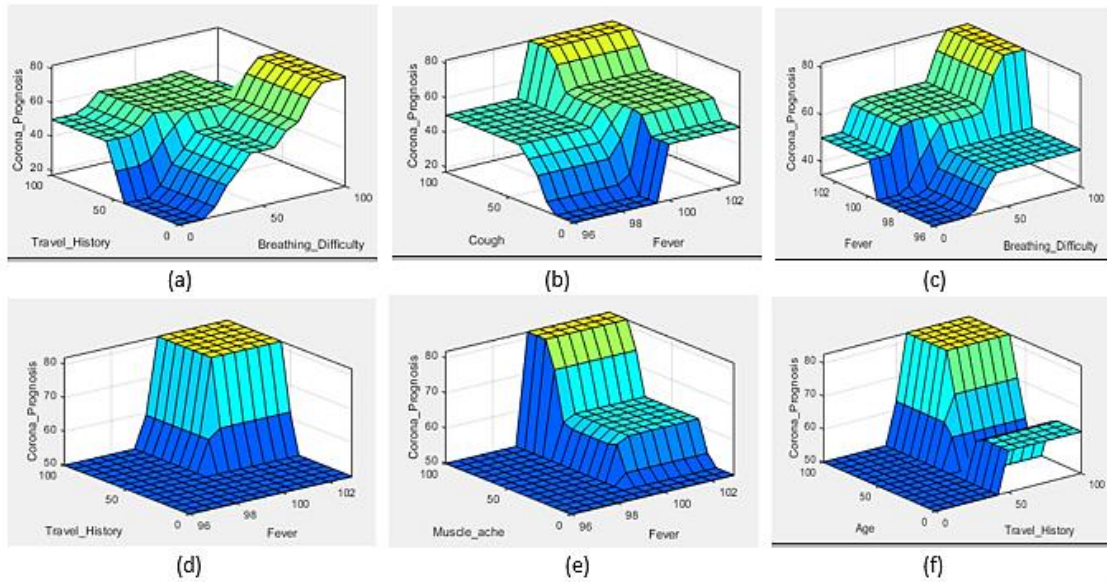 Corona_Prognosis
80
60
40
20
100
50
0
Travel_History
0
50
100
Breathing_Difficulty
(a)
Corona_Prognosis
80
60
40
20
100
50
0
Cough
96
98
100
102
Fever
(b)
Corona_Prognosis
80
60
40
102
100
98
96
Fever
0
50
100
Breathing_Difficulty
(c)
Corona_Prognosis
80
70
60
50
100
50
0
Travel_History
96
98
100
102
Fever
(d)
Corona_Prognosis
80
70
60
50
100
50
0
Muscle_ache
96
98
100
102
Fever
(e)
Corona_Prognosis
80
70
60
50
100
50
0
Age
0
50
100
Travel_History
(f)